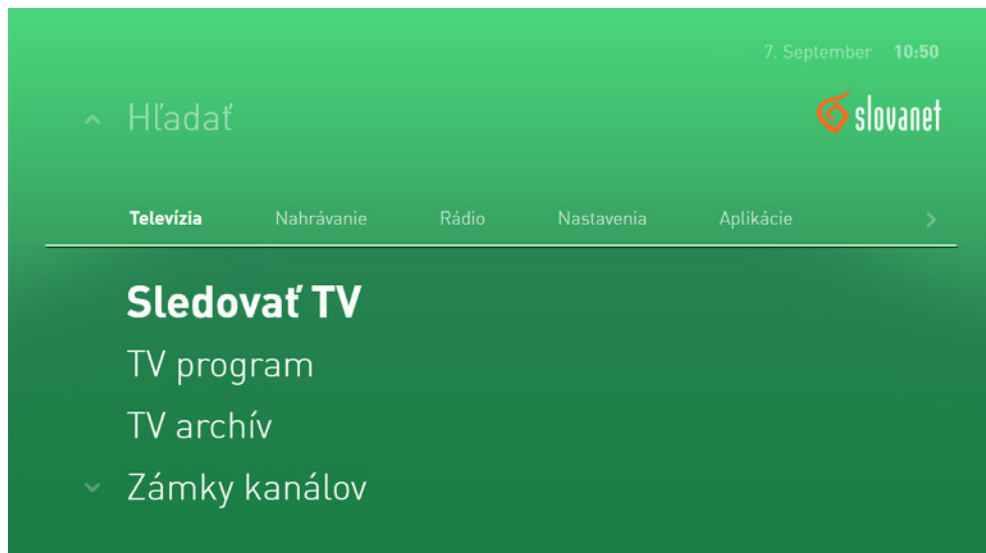 7. September 10:50
Hľadať
slovanet
Televízia Nahrávanie Rádio Nastavenia Aplikácie
Sledovať TV
TV program
TV archív
Zámky kanálov